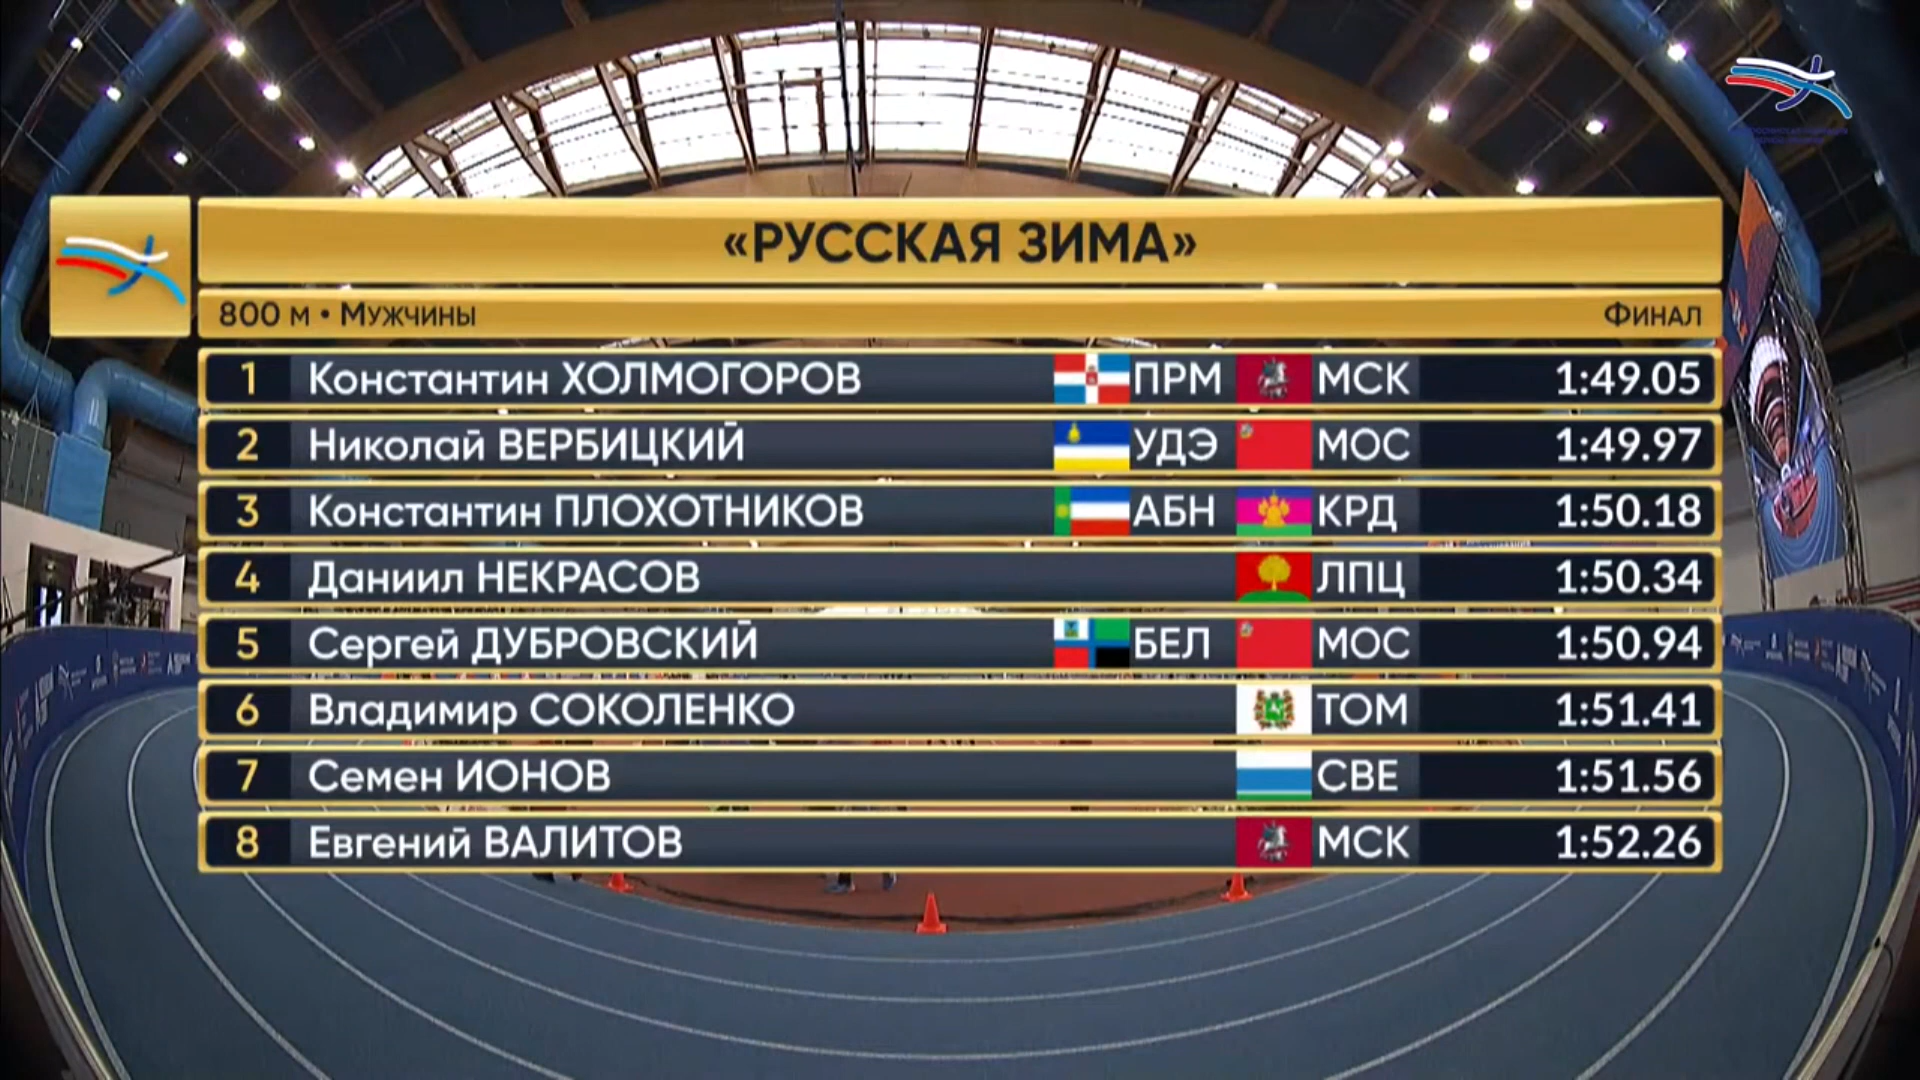 «РУССКАЯ ЗИМА»
800 м • Мужчины Финал
1 Константин ХОЛМОГОРОВ ПРМ МСК 1:49.05
2 Николай ВЕРБИЦКИЙ УДЭ МОС 1:49.97
3 Константин ПЛОХОТНИКОВ АБН КРД 1:50.18
4 Даниил НЕКРАСОВ ЛПЦ 1:50.34
5 Сергей ДУБРОВСКИЙ БЕЛ МОС 1:50.94
6 Владимир СОКОЛЕНКО ТОМ 1:51.41
7 Семен ИОНОВ СВЕ 1:51.56
8 Евгений ВАЛИТОВ МСК 1:52.26